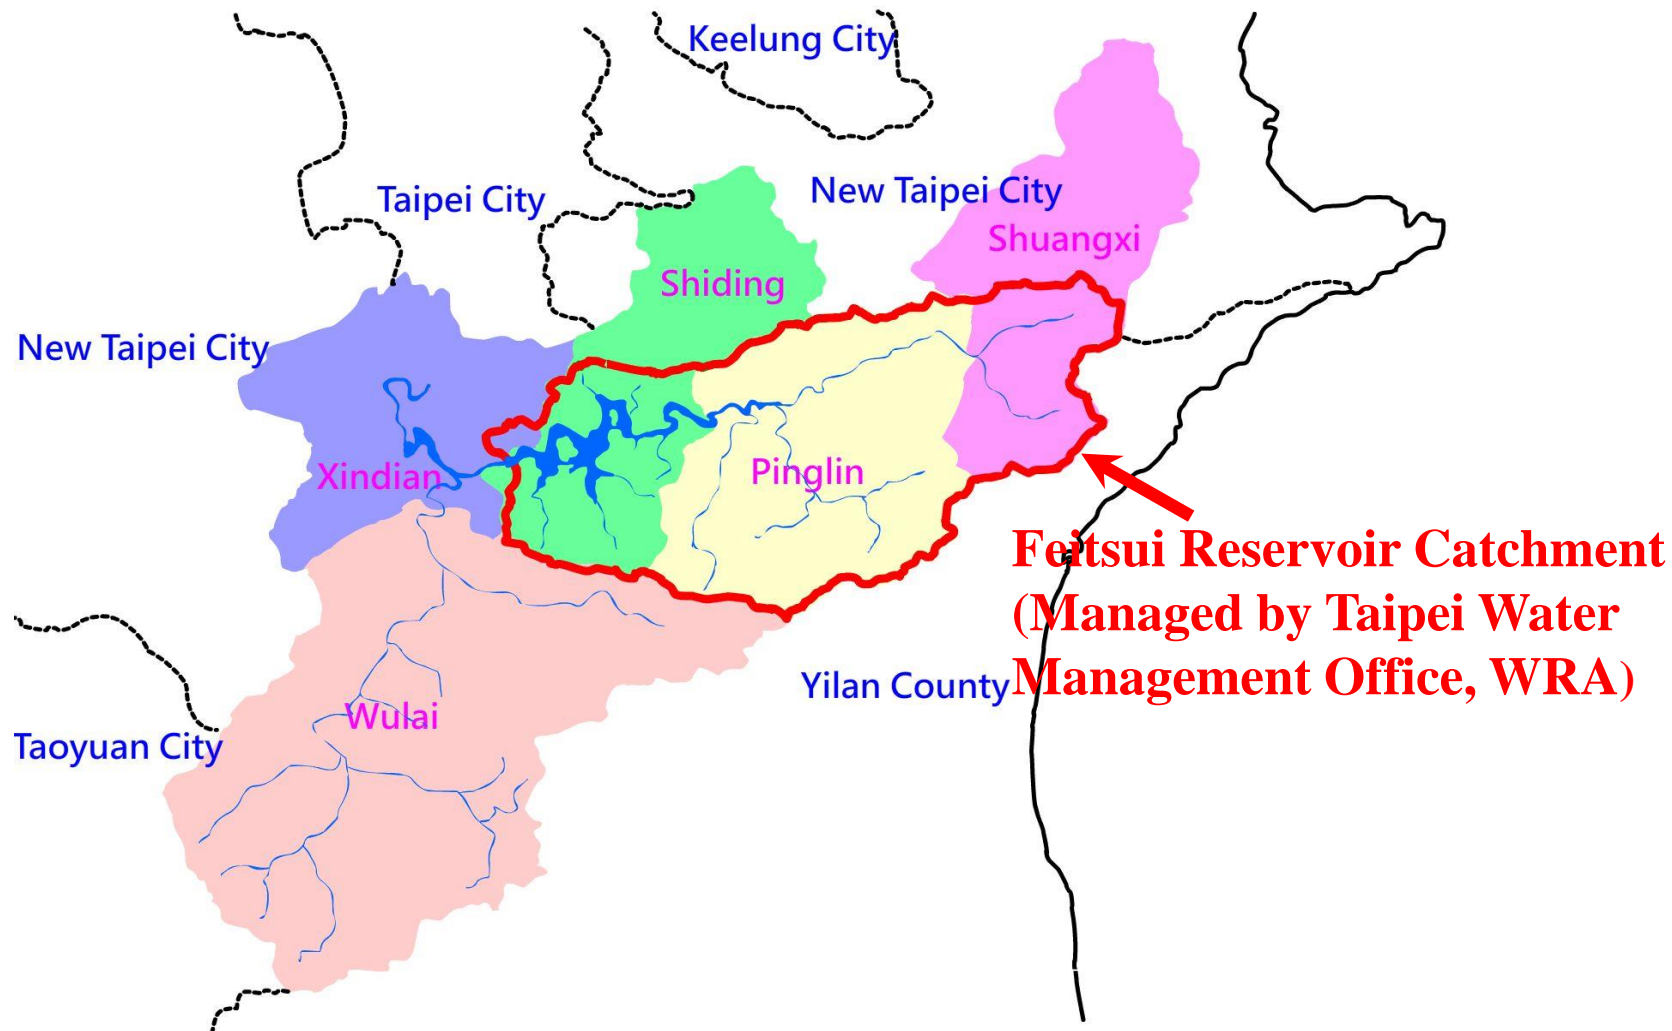 Keelung City
Taipei City
New Taipei City
Shuangxi
Shiding
New Taipei City
Xindian
Pinglin
Feitsui Reservoir Catchment
(Managed by Taipei Water
Management Office, WRA)
Yilan County
Wulai
Taoyuan City